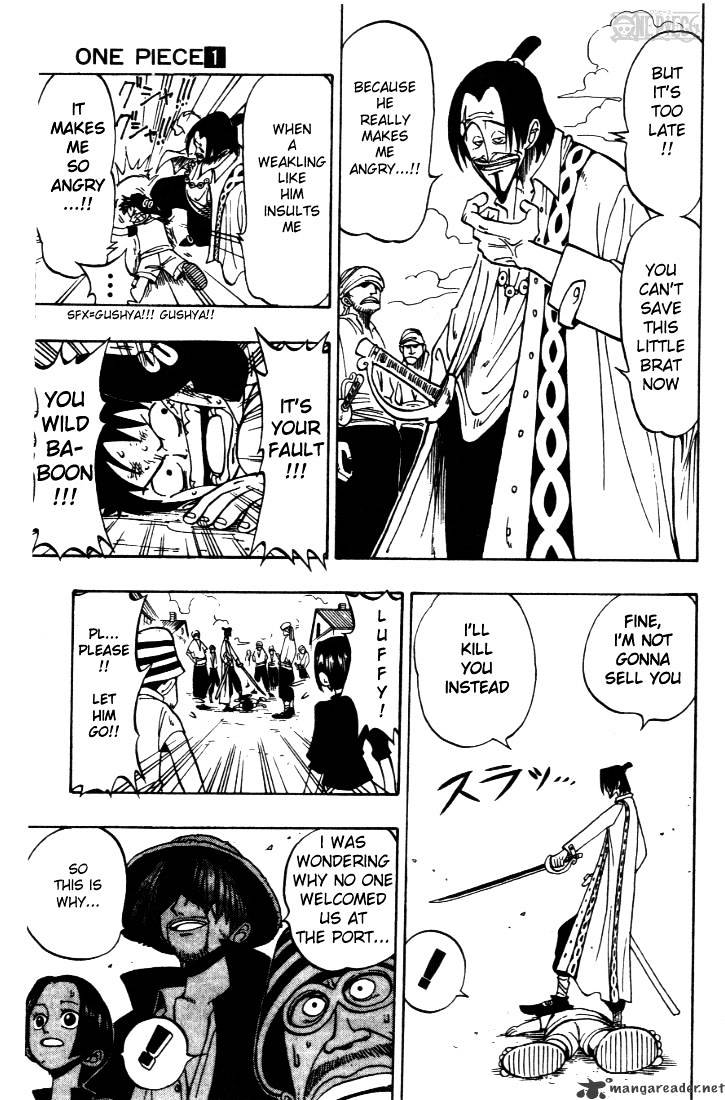 ONE PIECE 1
ONE PIECE
BUT
IT'S
TOO
LATE !!
BECAUSE
HE
REALLY
MAKES
ME
ANGRY...!!
YOU
CAN'T
SAVE
THIS
LITTLE
BRAT
NOW
WHEN
A
WEAKLING
LIKE
HIM
INSULTS
ME
IT
MAKES
ME
SO
ANGRY
...!!
...
SFX=GUSHYA!!! GUSHYA!!
IT'S
YOUR
FAULT
!!!
YOU
WILD
BA-
BOON
!!!
FINE,
I'M NOT
GONNA
SELL YOU
I'LL
KILL
YOU
INSTEAD
スラッ...
!
LUFFY!
PL...
PLEASE
!!
LET
HIM
GO!!
I WAS
WONDERING
WHY NO ONE
WELCOMED
US AT
THE PORT...
SO
THIS IS
WHY...
!
mangareader.net